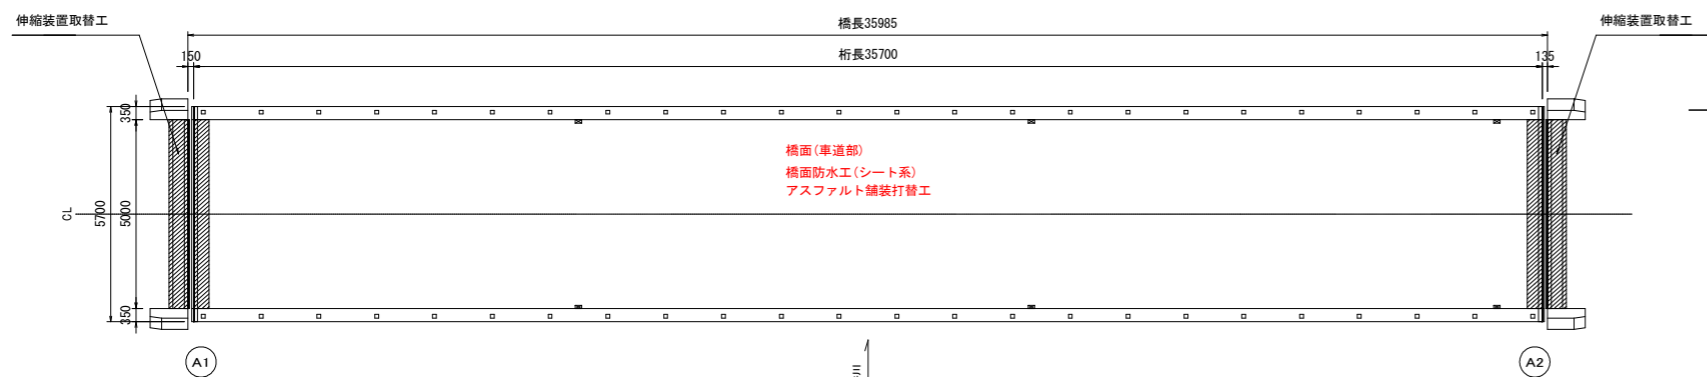 伸縮装置取替工
橋長35985
伸縮装置取替工
150
桁長35700
135
350
橋面(車道部)
橋面防水工(シート系)
アスファルト舗装打替工
CL
5700
5000
350
A1
A2